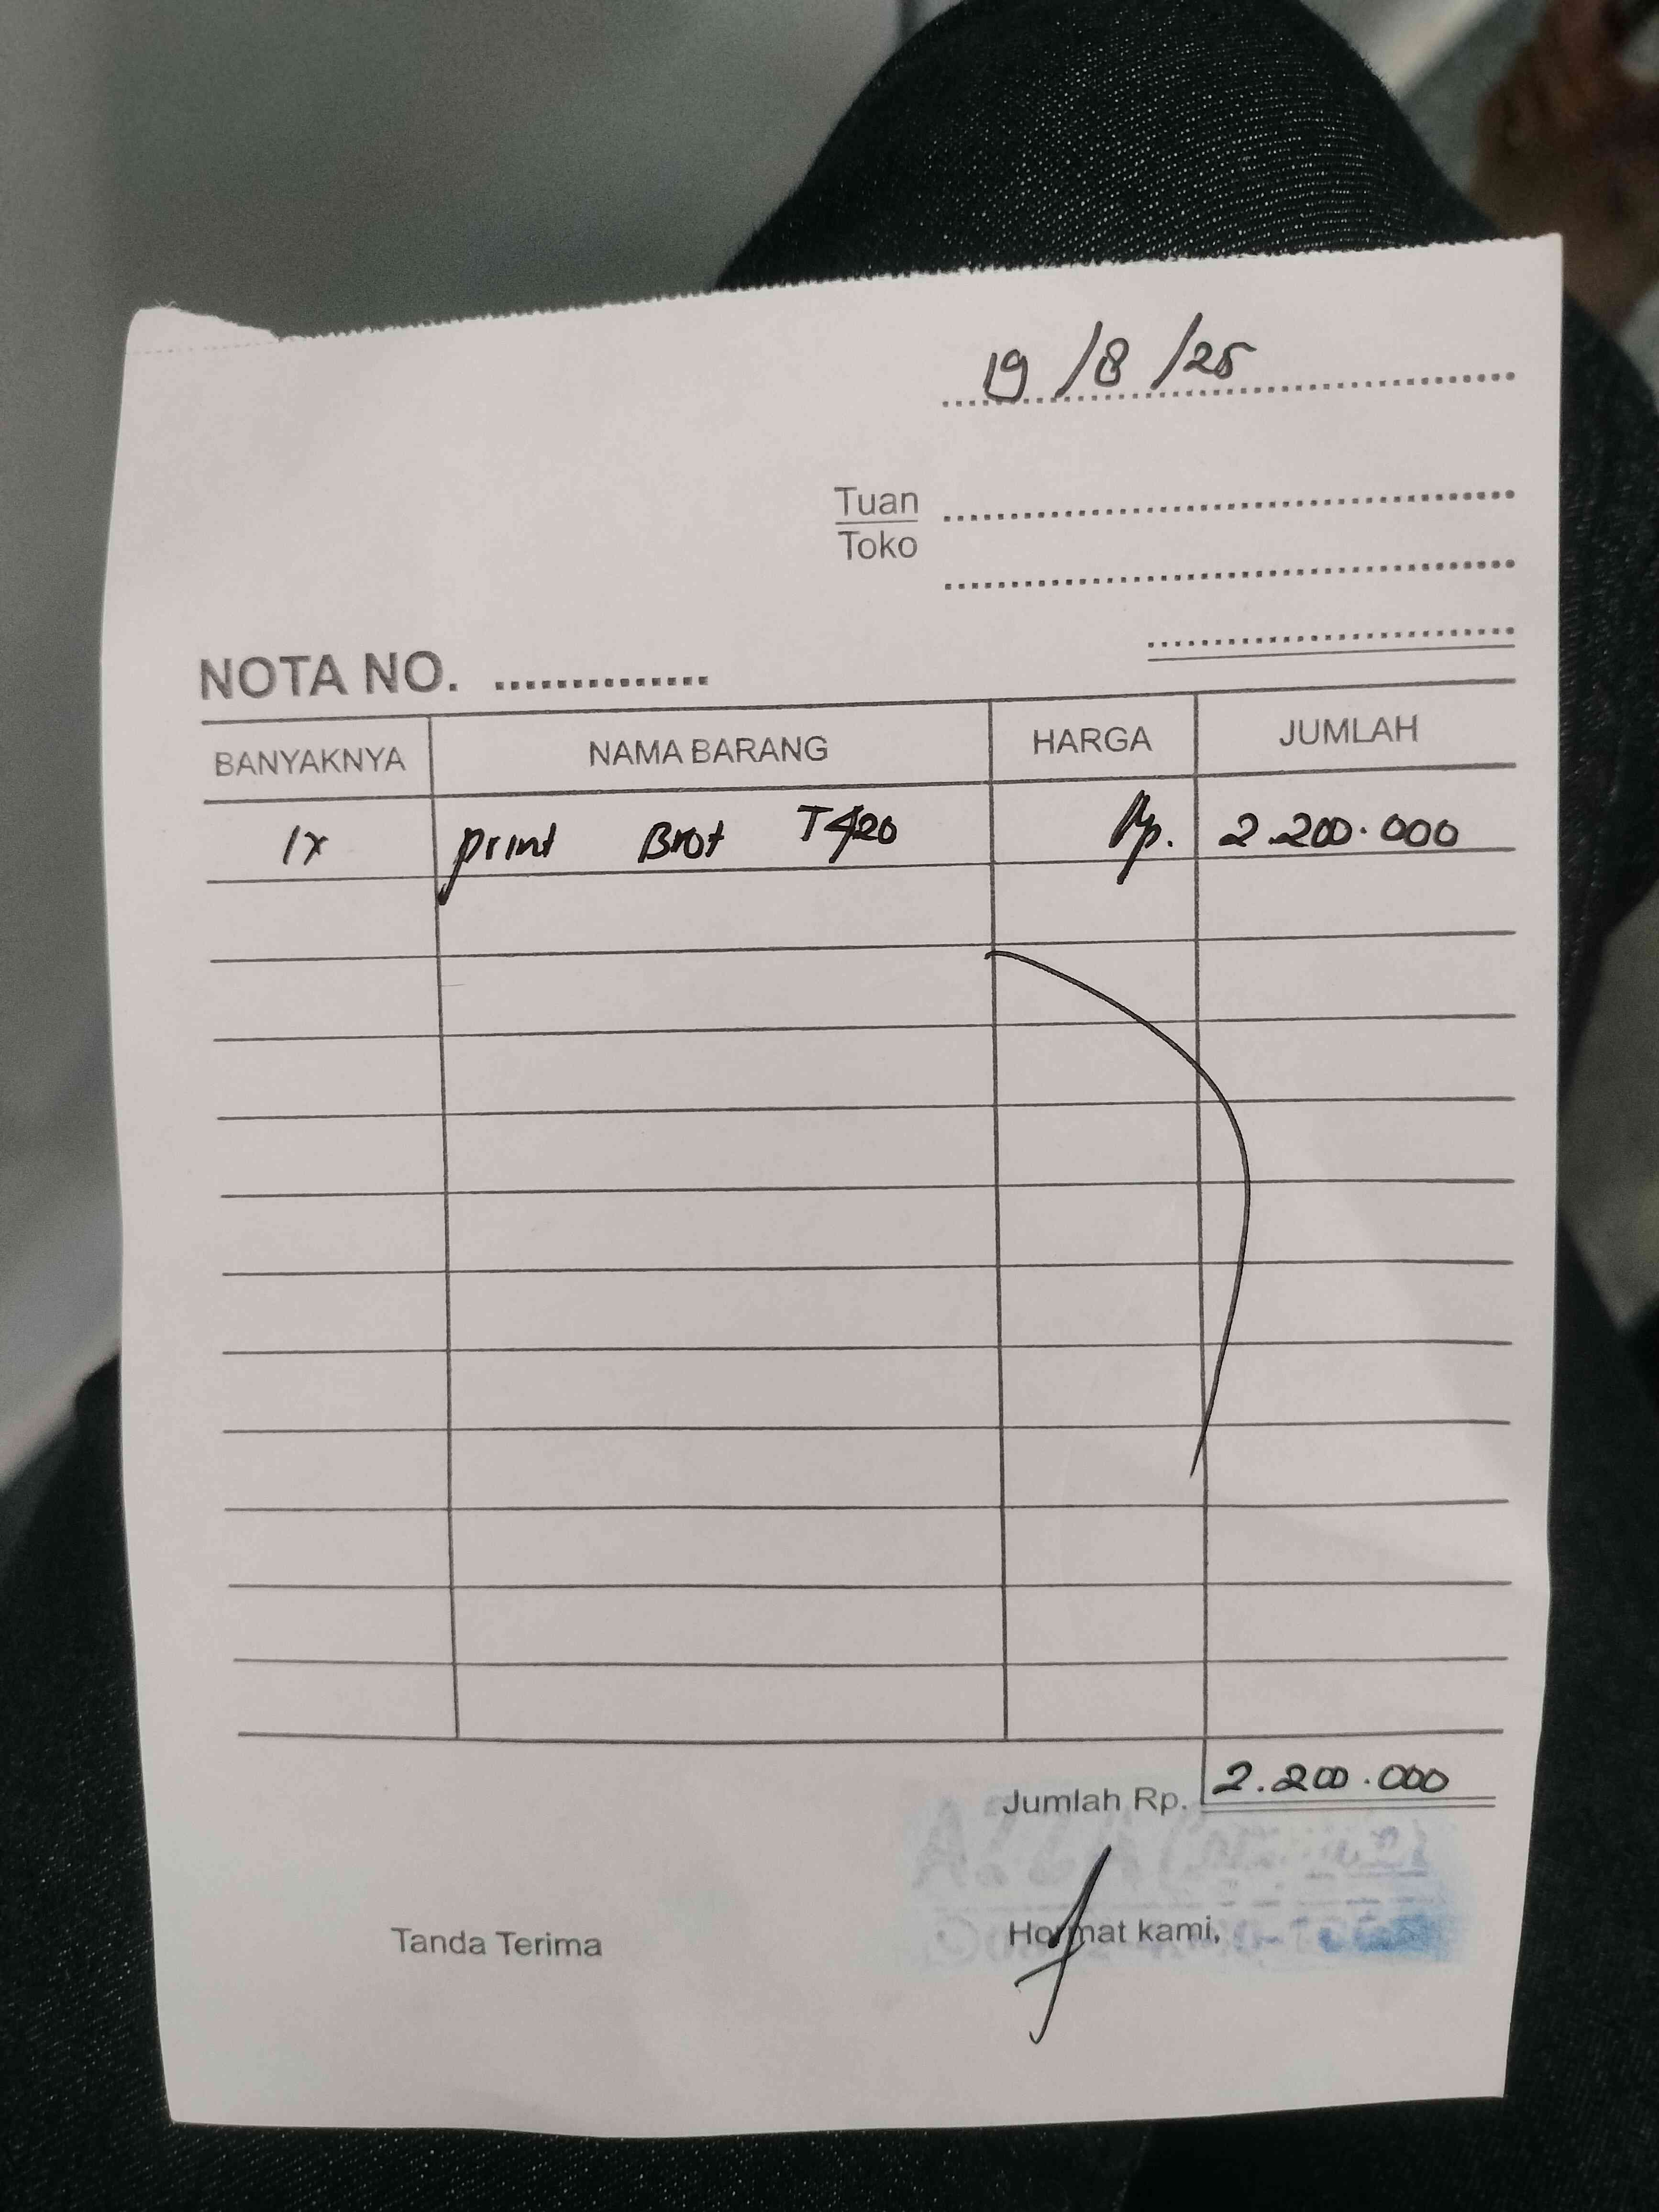 19/8/25
Tuan
Toko
NOTA NO. ..............
BANYAKNYA NAMA BARANG HARGA JUMLAH
1x print Brot T420 Rp. 2.200.000
Jumlah Rp. 2.200.000
Tanda Terima Hormat kami,